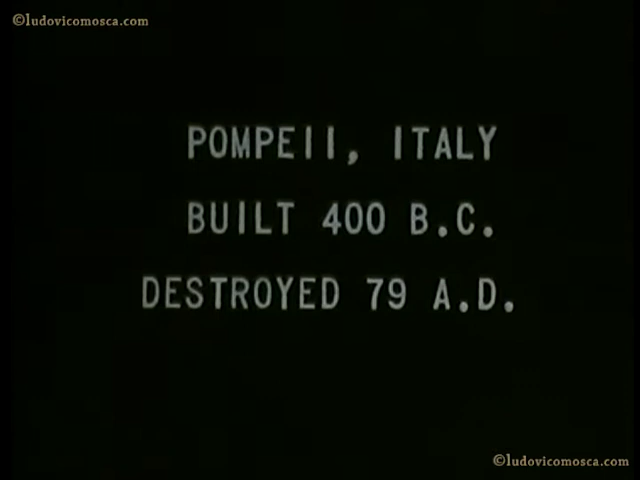 ©ludovicomosca.com
POMPEII, ITALY
BUILT 400 B.C.
DESTROYED 79 A.D.
©ludovicomosca.com